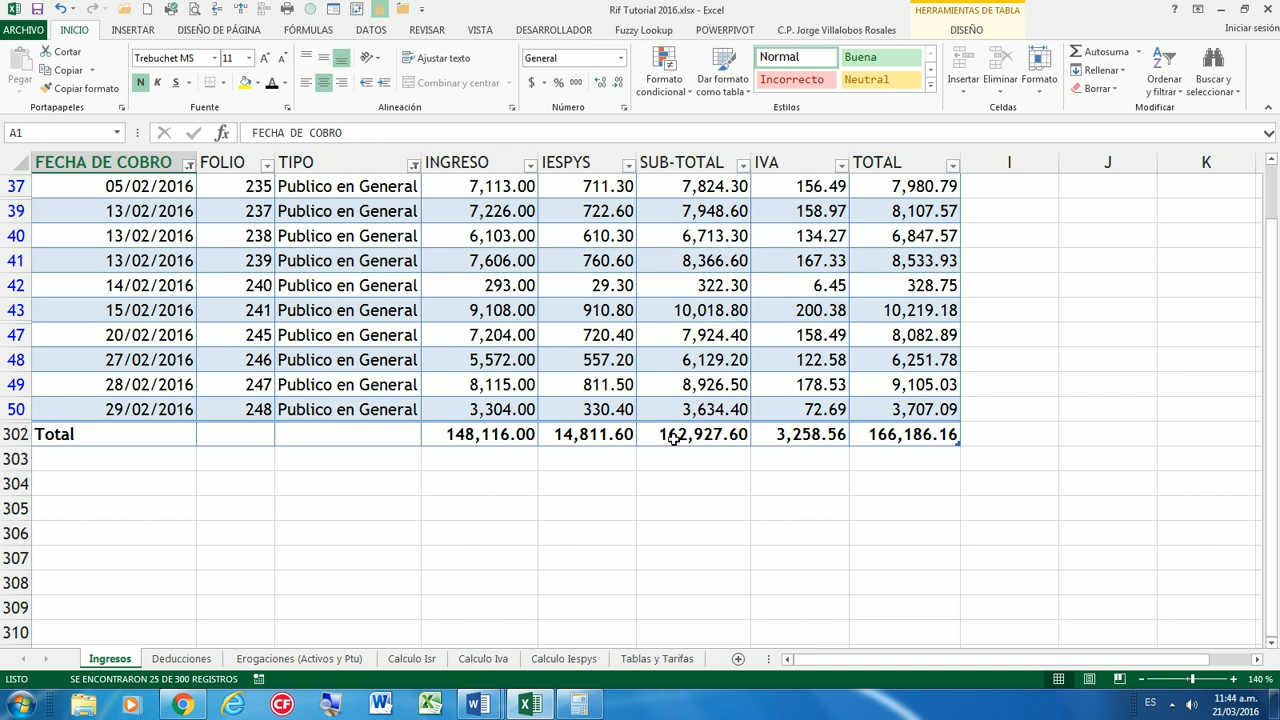 Rif Tutorial 2016.xlsx - Excel
HERRAMIENTAS DE TABLA
ARCHIVO INICIO INSERTAR DISEÑO DE PÁGINA FÓRMULAS DATOS REVISAR VISTA DESARROLLADOR Fuzzy Lookup POWERPIVOT C.P. Jorge Villalobos Rosales DISEÑO Iniciar sesión
Pegar
Cortar
Copiar
Copiar formato
Trebuchet MS 11
N K S
Ajustar texto
Combinar y centrar
General
$ % 000
Formato condicional
Dar formato como tabla
Normal Buena
Incorrecto Neutral
Insertar Eliminar Formato
Autosuma
Rellenar
Borrar
Ordenar y filtrar
Buscar y seleccionar
Portapapeles Fuente Alineación Número Estilos Celdas Modificar
A1 fx FECHA DE COBRO
FECHA DE COBRO FOLIO TIPO INGRESO IESPYS SUB-TOTAL IVA TOTAL I J K
37 05/02/2016 235 Publico en General 7,113.00 711.30 7,824.30 156.49 7,980.79
39 13/02/2016 237 Publico en General 7,226.00 722.60 7,948.60 158.97 8,107.57
40 13/02/2016 238 Publico en General 6,103.00 610.30 6,713.30 134.27 6,847.57
41 13/02/2016 239 Publico en General 7,606.00 760.60 8,366.60 167.33 8,533.93
42 14/02/2016 240 Publico en General 293.00 29.30 322.30 6.45 328.75
43 15/02/2016 241 Publico en General 9,108.00 910.80 10,018.80 200.38 10,219.18
47 20/02/2016 245 Publico en General 7,204.00 720.40 7,924.40 158.49 8,082.89
48 27/02/2016 246 Publico en General 5,572.00 557.20 6,129.20 122.58 6,251.78
49 28/02/2016 247 Publico en General 8,115.00 811.50 8,926.50 178.53 9,105.03
50 29/02/2016 248 Publico en General 3,304.00 330.40 3,634.40 72.69 3,707.09
302 Total 148,116.00 14,811.60 162,927.60 3,258.56 166,186.16
303
304
305
306
307
308
309
310
Ingresos Deducciones Erogaciones (Activos y Ptu) Calculo Isr Calculo Iva Calculo Iespys Tablas y Tarifas
LISTO SE ENCONTRARON 25 DE 300 REGISTROS 140 %
ES 11:44 a.m.
21/03/2016